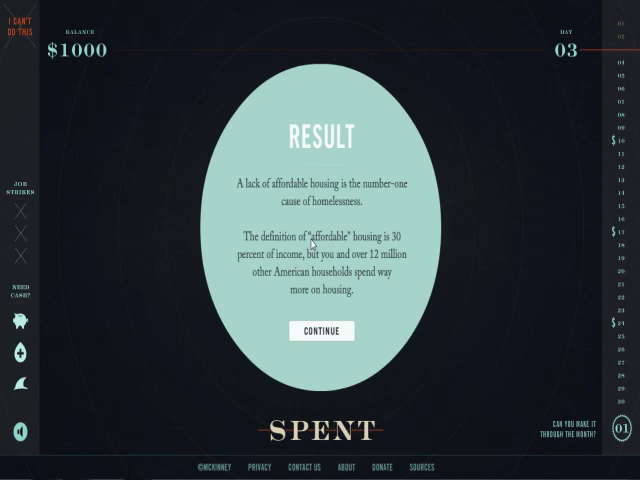 I CAN'T
DO THIS
BALANCE
$1000
DAY
03
RESULT
A lack of affordable housing is the number-one
cause of homelessness.
The definition of "affordable" housing is 30
percent of income, but you and over 12 million
other American households spend way
more on housing.
CONTINUE
JOB
STRIKES
NEED
CASH?
01
02
04
05
06
07
08
09
$ 10
11
12
13
14
15
16
$ 17
18
19
20
21
22
23
$ 24
25
26
27
28
29
30
01
SPENT
CAN YOU MAKE IT
THROUGH THE MONTH?
©MCKINNEY PRIVACY CONTACT US ABOUT DONATE SOURCES